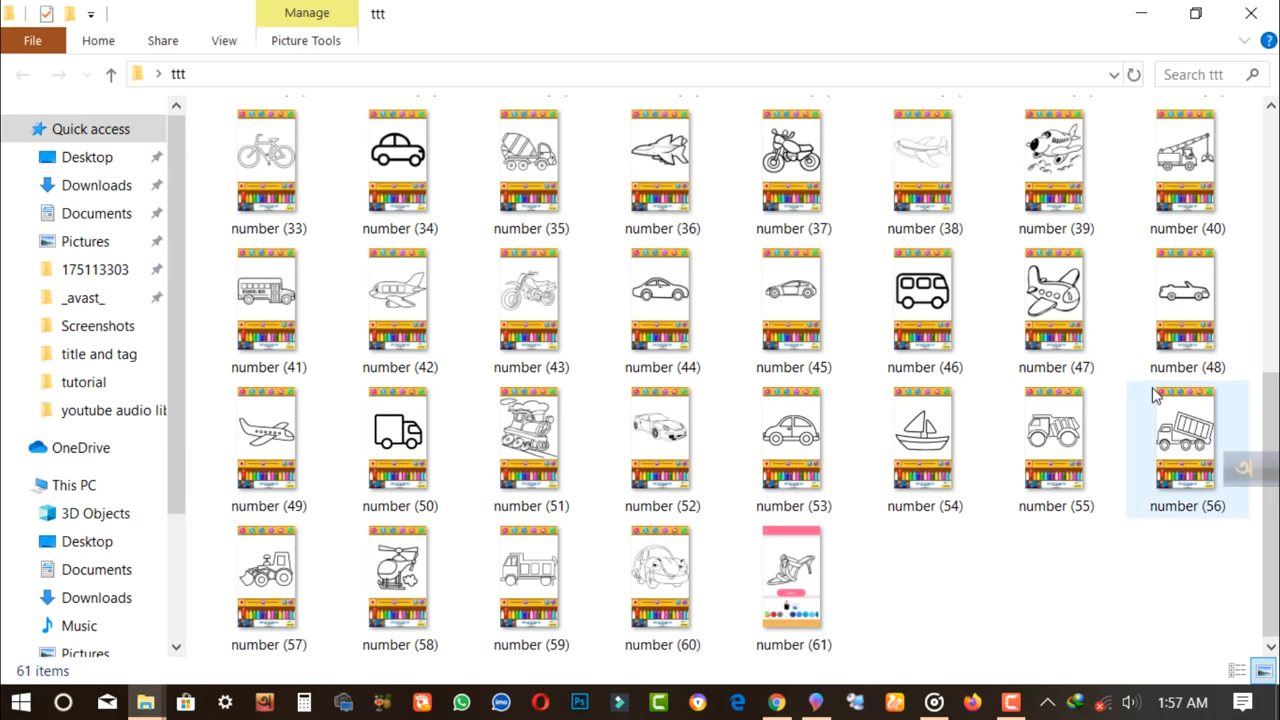 Manage
ttt
File
Home
Share
View
Picture Tools
ttt
Search ttt
Quick access
Desktop
Downloads
Documents
Pictures
175113303
_avast_
Screenshots
title and tag
tutorial
youtube audio lib
OneDrive
This PC
3D Objects
Desktop
Documents
Downloads
Music
Pictures
number (33)
number (34)
number (35)
number (36)
number (37)
number (38)
number (39)
number (40)
number (41)
number (42)
number (43)
number (44)
number (45)
number (46)
number (47)
number (48)
number (49)
number (50)
number (51)
number (52)
number (53)
number (54)
number (55)
number (56)
number (57)
number (58)
number (59)
number (60)
number (61)
61 items
1:57 AM